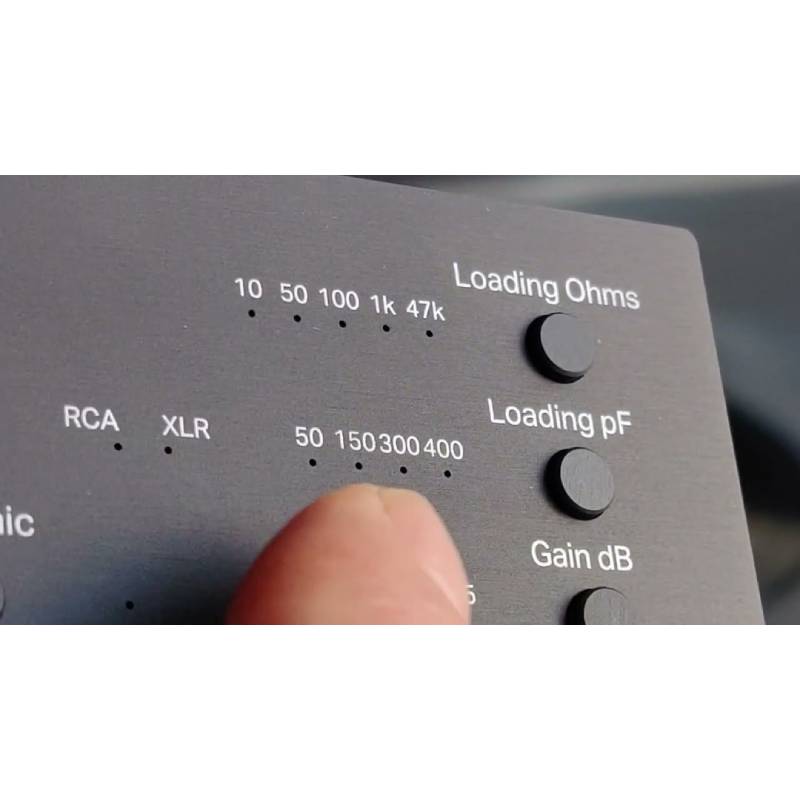 Loading Ohms
10 50 100 1k 47k
Loading pF
RCA XLR
50 150 300 400
Gain dB